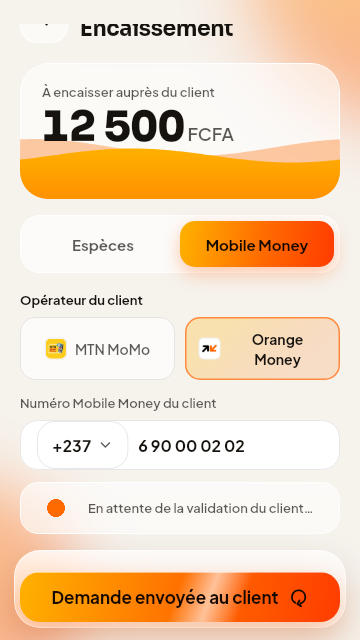 Encaissement
À encaisser auprès du client
12 500 FCFA
Espèces
Mobile Money
Opérateur du client
MTN MoMo
Orange
Money
Numéro Mobile Money du client
+237
6 90 00 02 02
En attente de la validation du client…
Demande envoyée au client